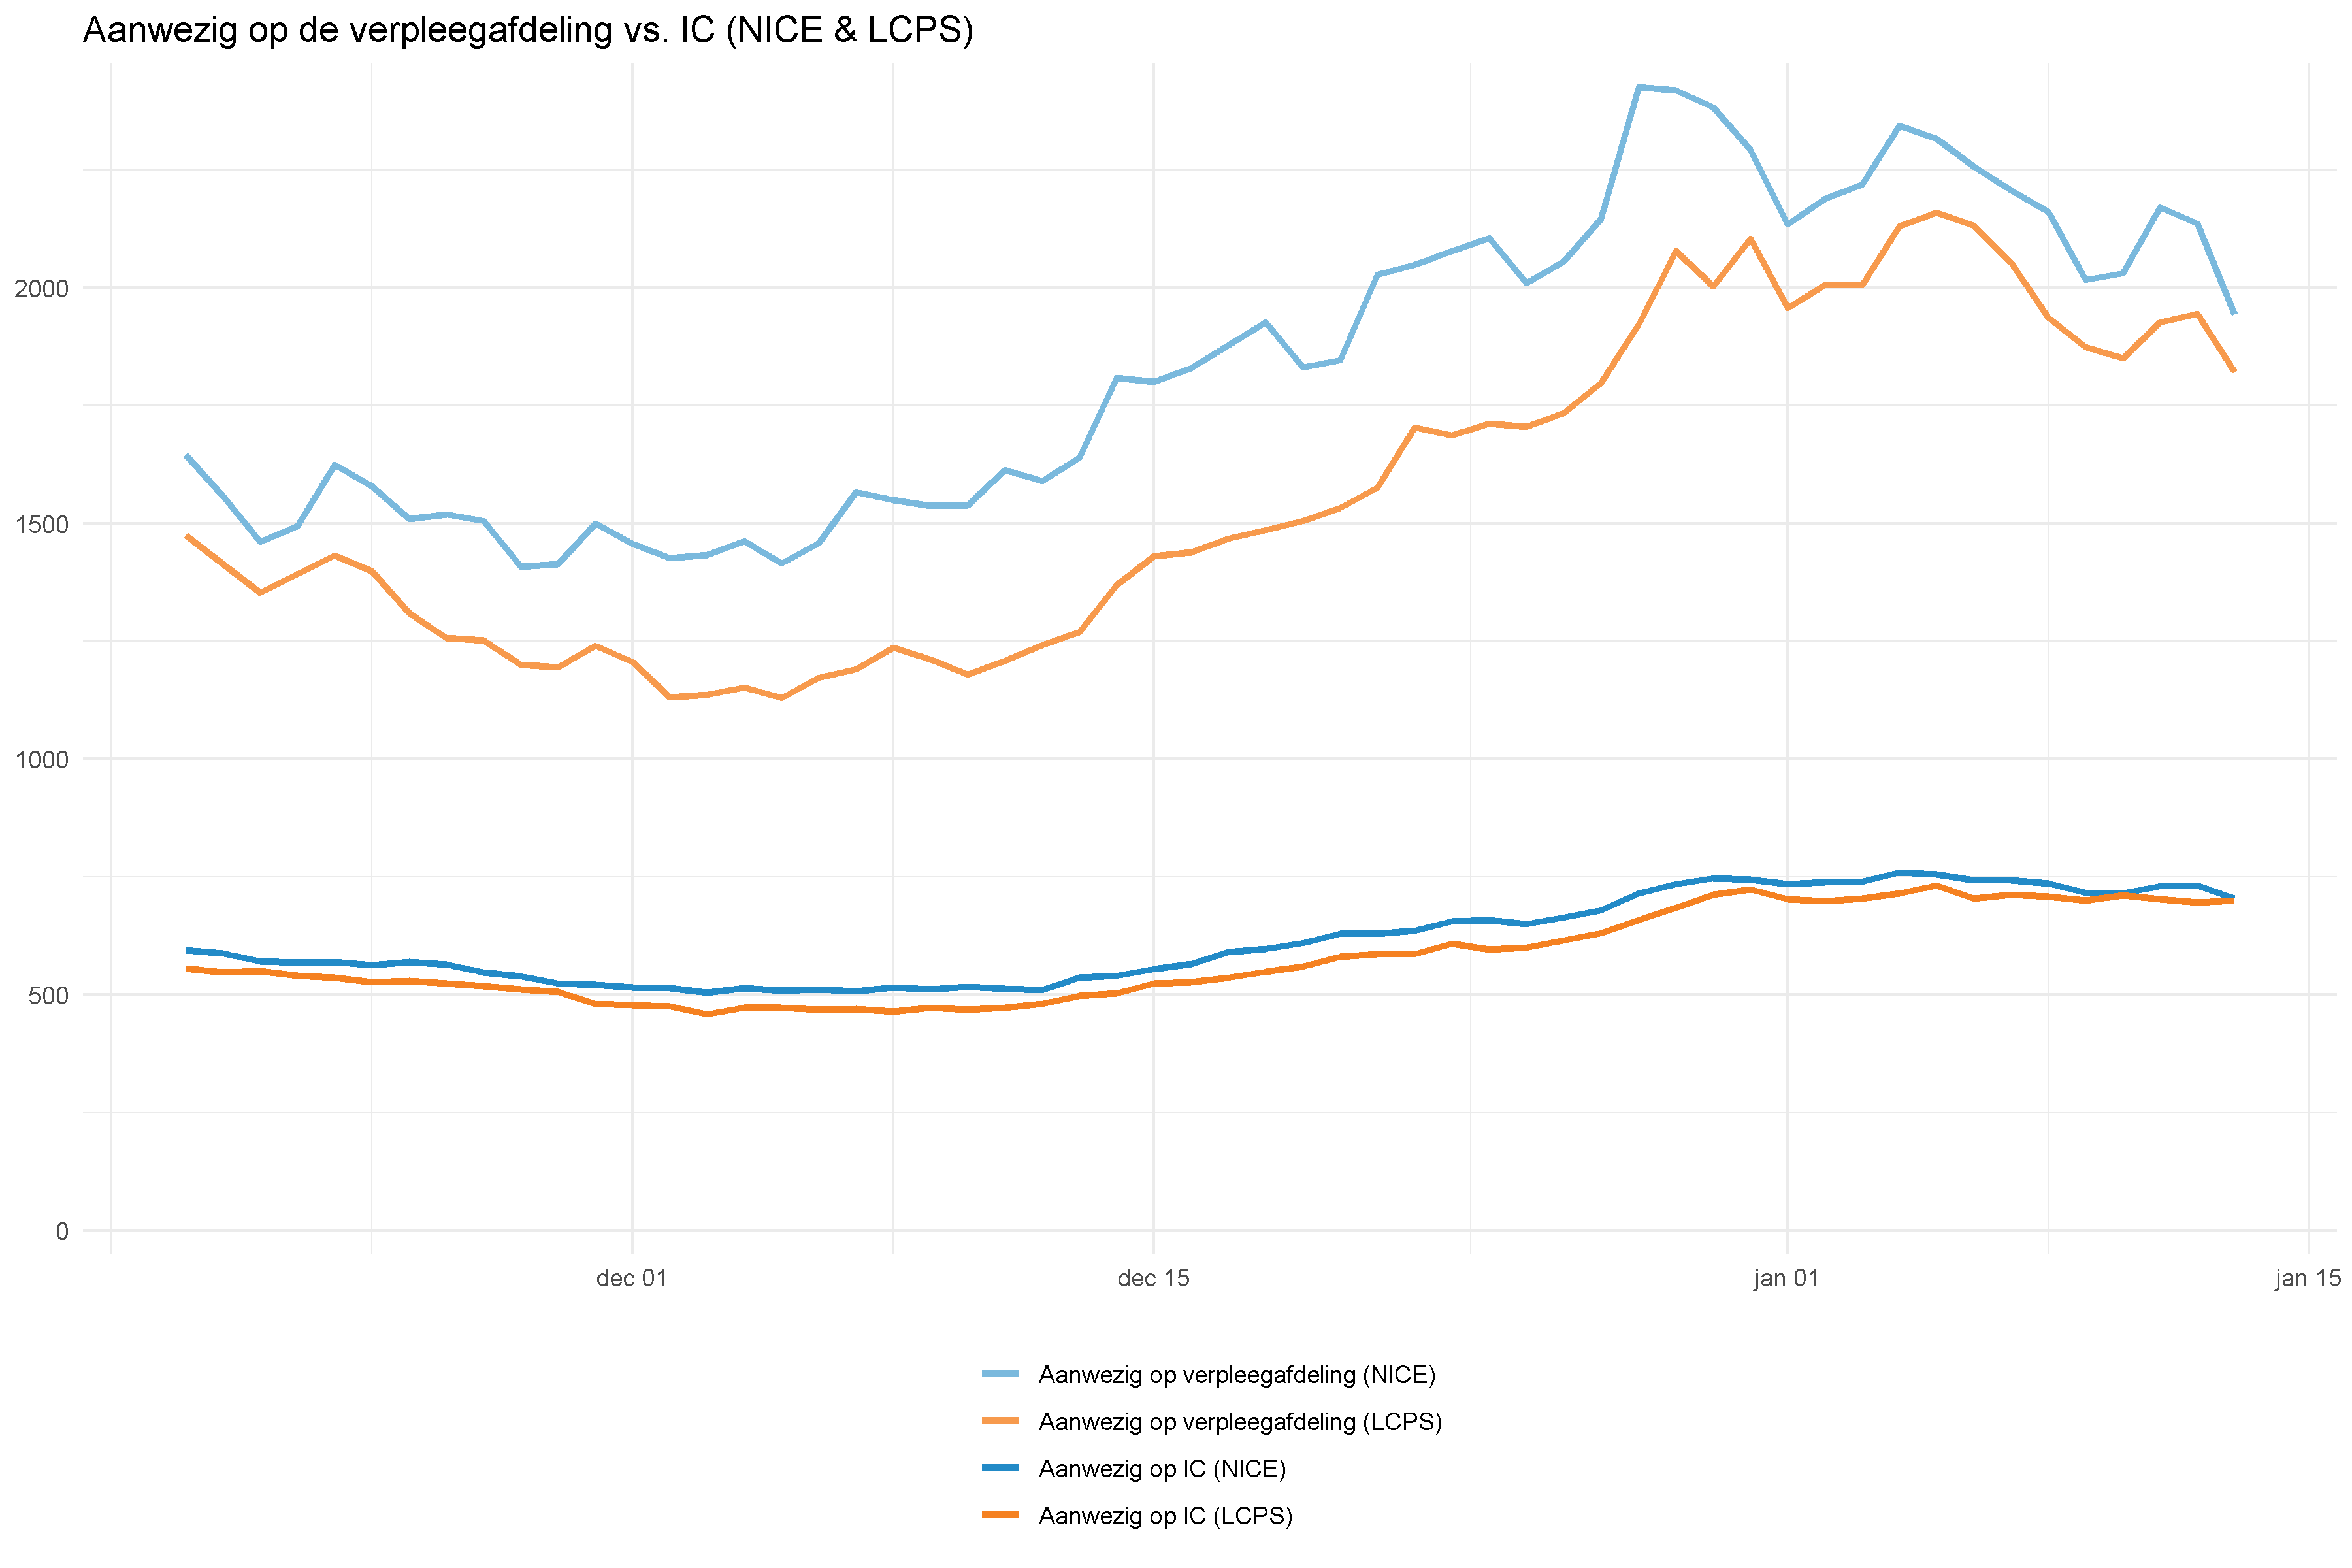 Aanwezig op de verpleegafdeling vs. IC (NICE & LCPS)
2000
1500
1000
500
0
dec 01 dec 15 jan 01 jan 15
Aanwezig op verpleegafdeling (NICE)
Aanwezig op verpleegafdeling (LCPS)
Aanwezig op IC (NICE)
Aanwezig op IC (LCPS)